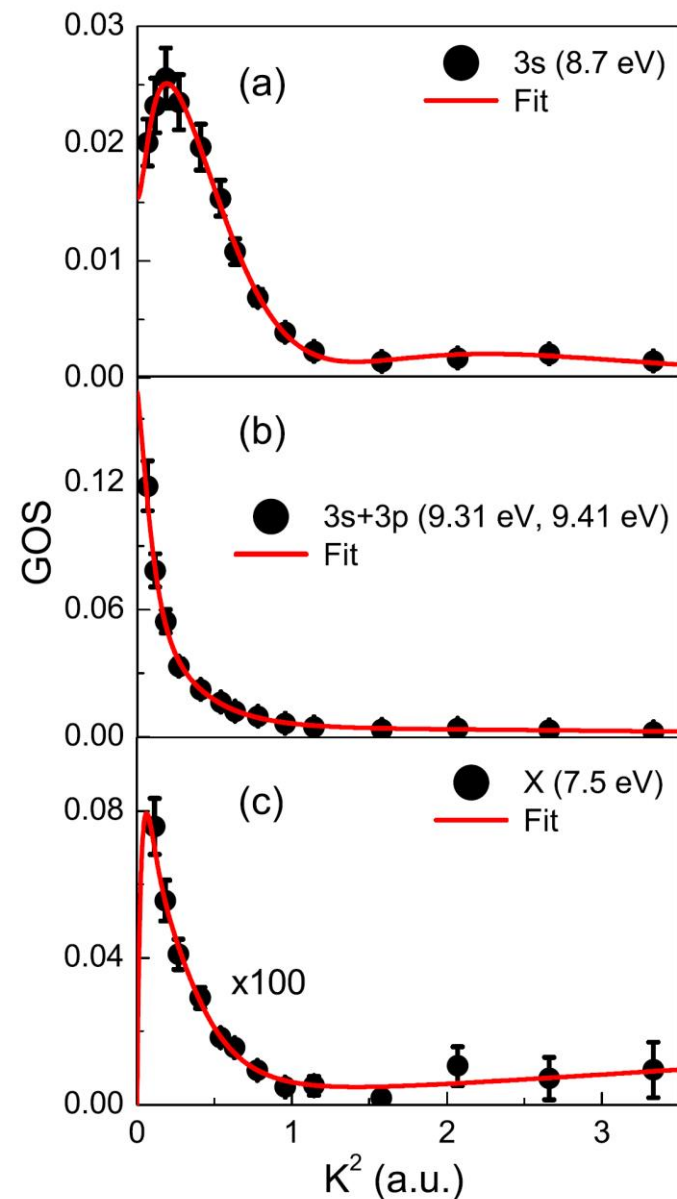 0.03
(a)
3s (8.7 eV)
Fit
0.02
0.01
0.00
(b)
0.12
3s+3p (9.31 eV, 9.41 eV)
Fit
GOS
0.06
0.00
(c)
X (7.5 eV)
Fit
0.08
0.04
x100
0.00
0 1 2 3
K² (a.u.)